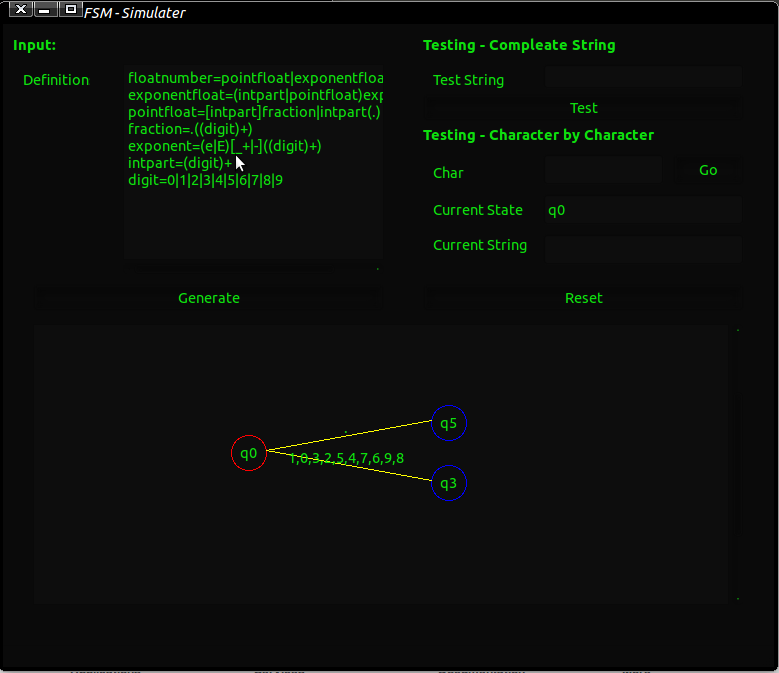 FSM - Simulater
Input:
Definition
floatnumber=pointfloat|exponentfloa
exponentfloat=(intpart|pointfloat)exp
pointfloat=[intpart]fraction|intpart(.)
fraction=.((digit)+)
exponent=(e|E)[_+|-]((digit)+)
intpart=(digit)+
digit=0|1|2|3|4|5|6|7|8|9
Generate
Testing - Compleate String
Test String
Test
Testing - Character by Character
Char
Go
Current State q0
Current String
Reset
q0
.
1,0,3,2,5,4,7,6,9,8
q5
q3